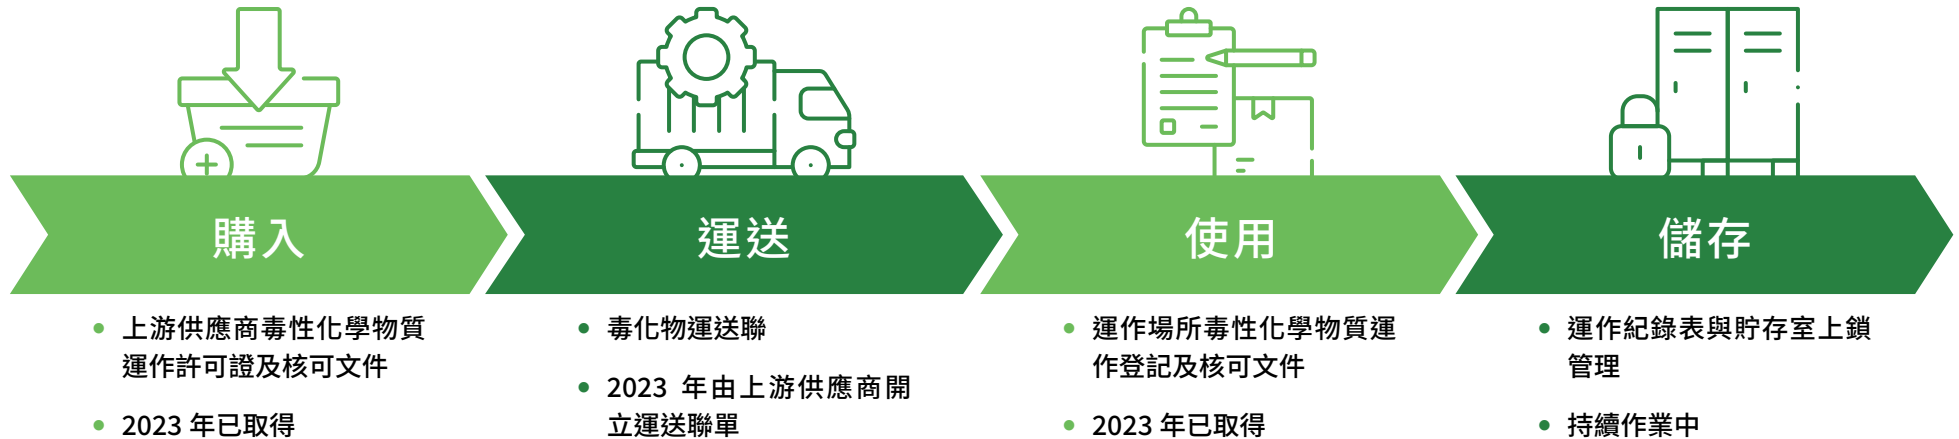 購入
上游供應商毒性化學物質
運作許可證及核可文件
2023 年已取得
運送
毒化物運送聯
2023 年由上游供應商開
立運送聯單
使用
運作場所毒性化學物質運
作登記及核可文件
2023 年已取得
儲存
運作紀錄表與貯存室上鎖
管理
持續作業中